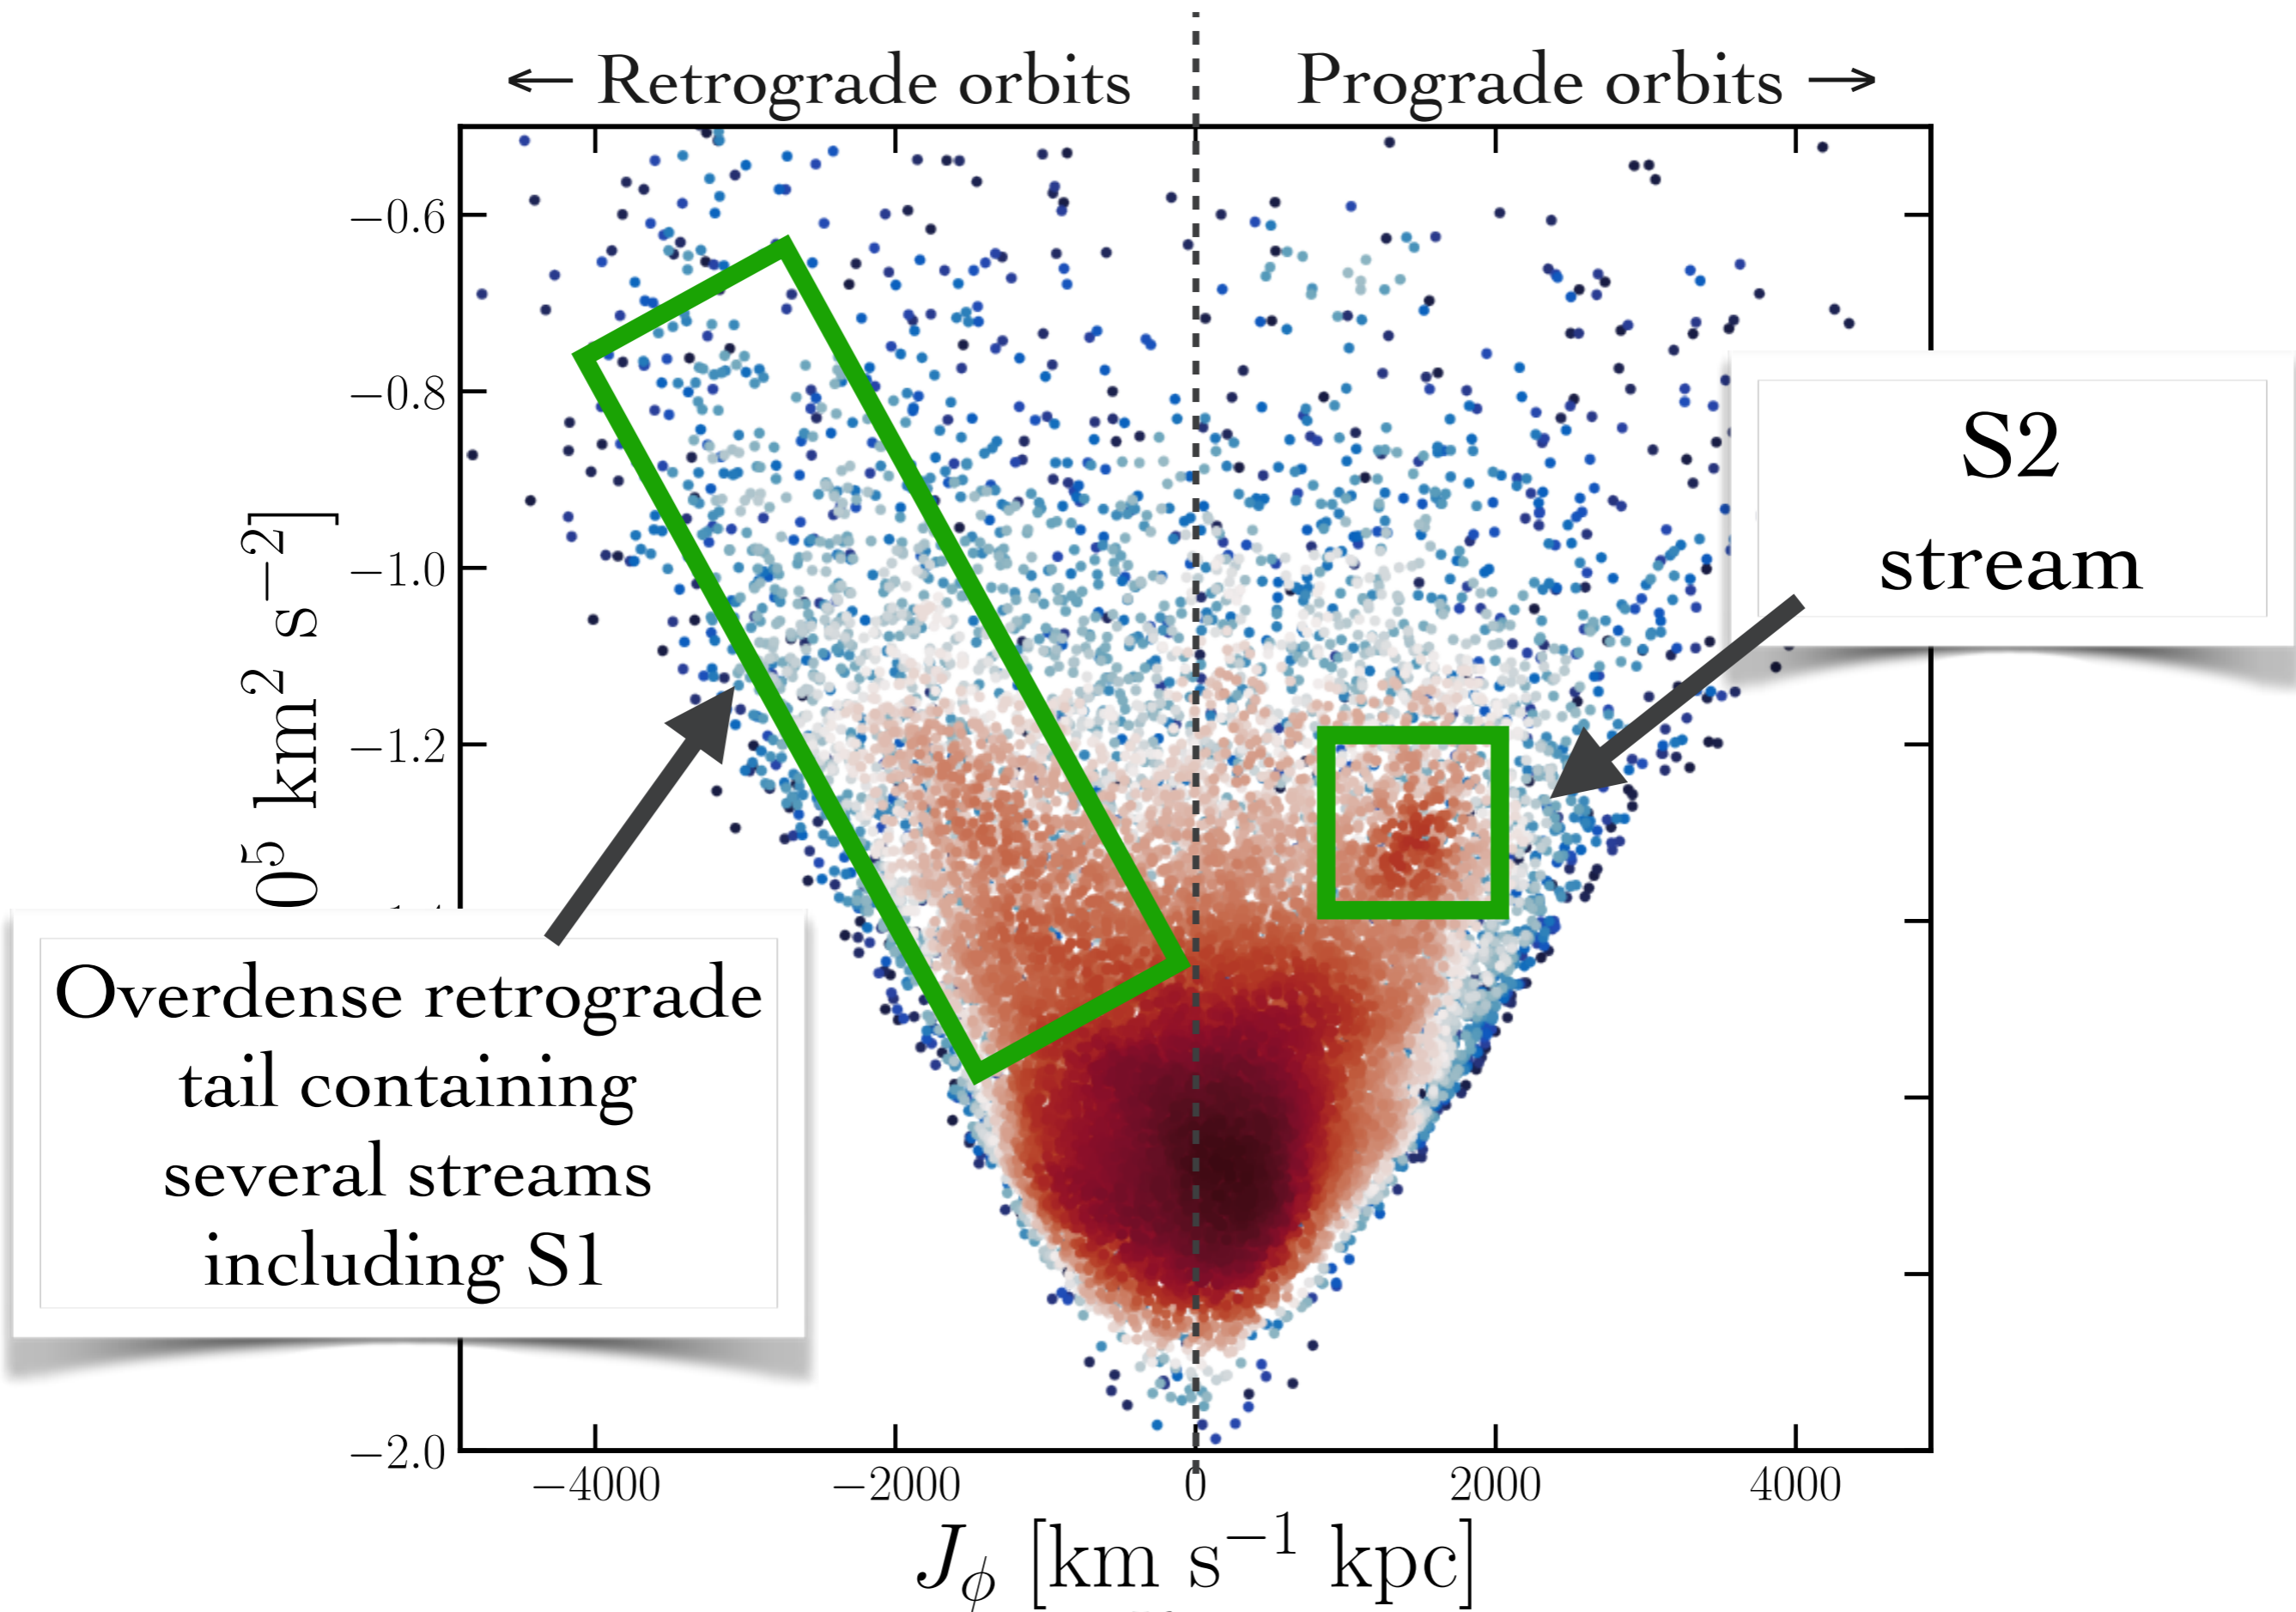 ← Retrograde orbits
Prograde orbits →
−0.6
−0.8
−1.0
−1.2
−2.0
0⁵ km² s⁻²]
S2
stream
Overdense retrograde
tail containing
several streams
including S1
−4000
−2000
0
2000
4000
J_ϕ [km s⁻¹ kpc]